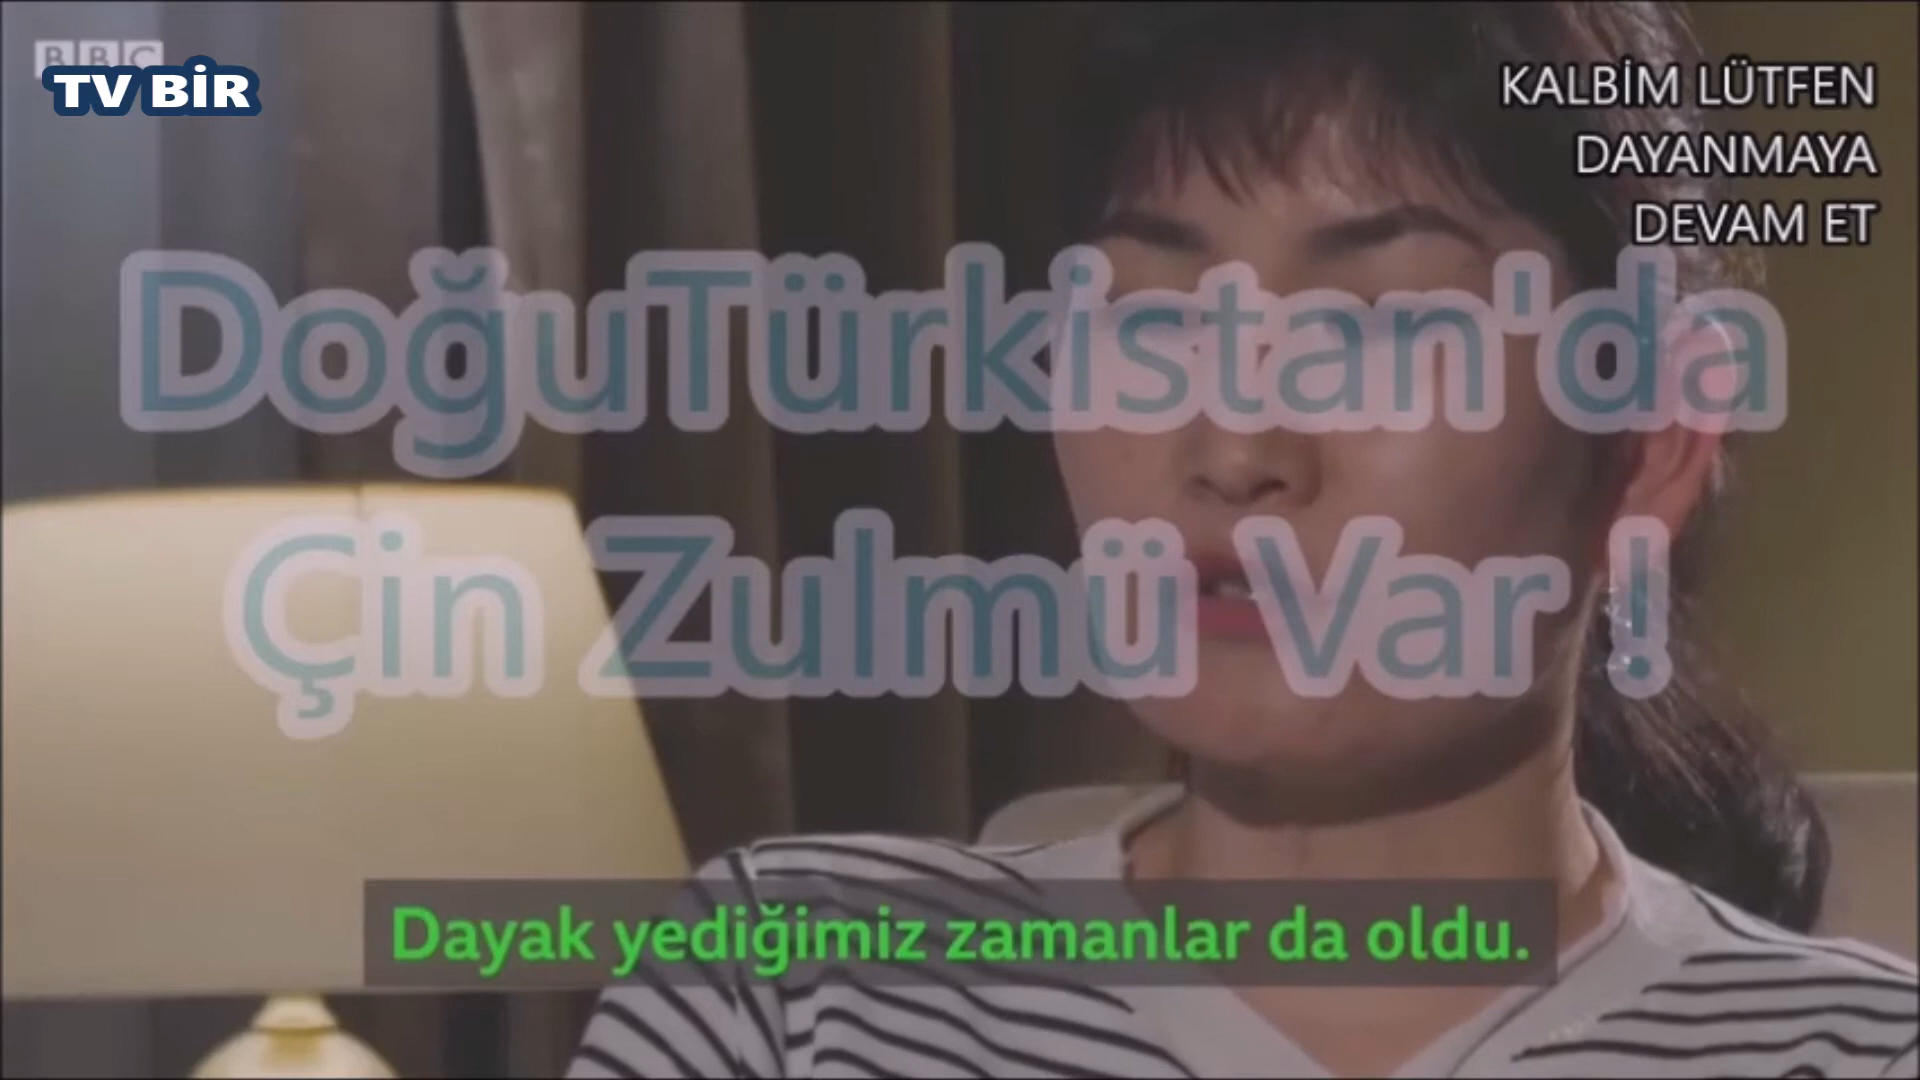 BBC
TV BİR
KALBİM LÜTFEN
DAYANMAYA
DEVAM ET
DoğuTürkistan'da
Çin Zulmü Var !
Dayak yediğimiz zamanlar da oldu.